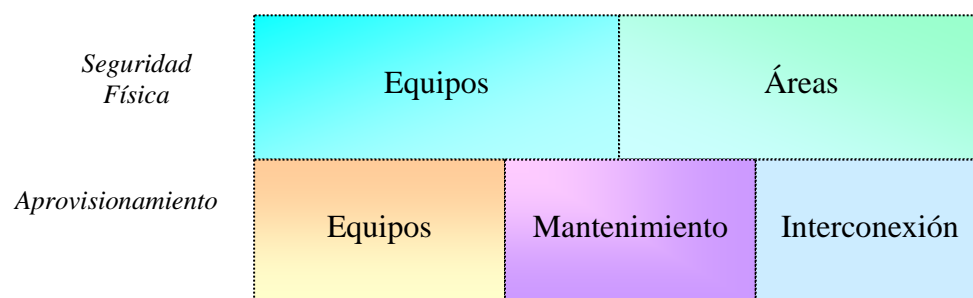 Seguridad
Física
Equipos
Áreas
Aprovisionamiento
Equipos
Mantenimiento
Interconexión